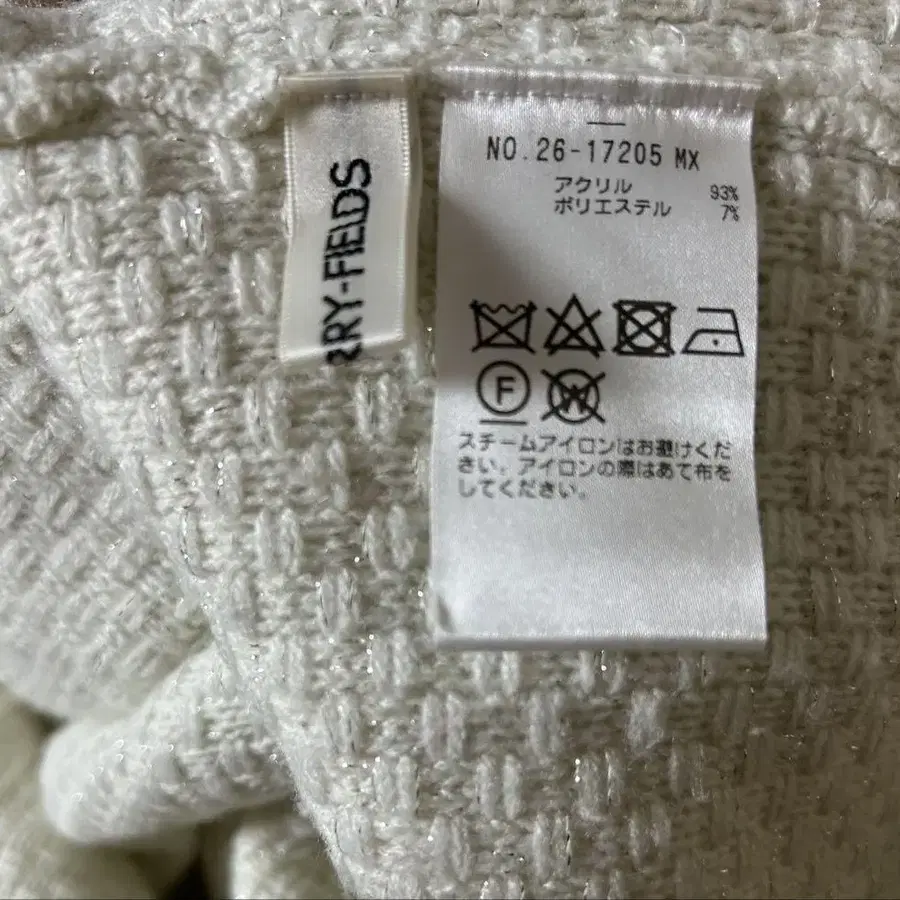 RRY-FIELDS
NO.26-17205 MX
アクリル 93%
ポリエステル 7%
F
W
スチームアイロンはお避けくだ
さい。アイロンの際はあて布を
してください。